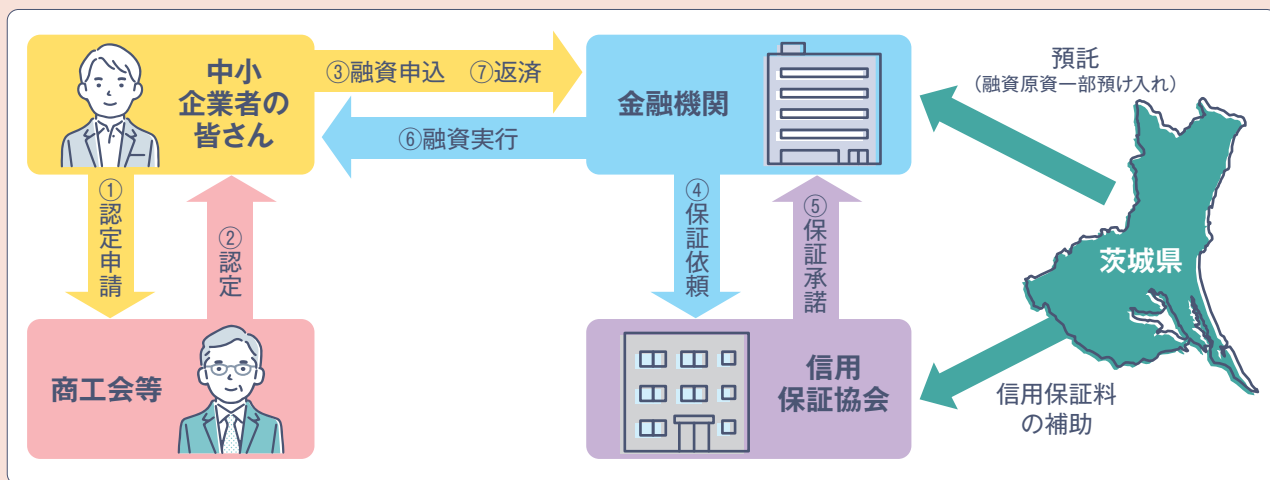 中小
企業者の
皆さん
③融資申込 ⑦返済
⑥融資実行
金融機関
預託
（融資原資一部預け入れ）
①認定申請
②認定
④保証依頼
⑤保証承諾
茨城県
商工会等
信用
保証協会
信用保証料
の補助